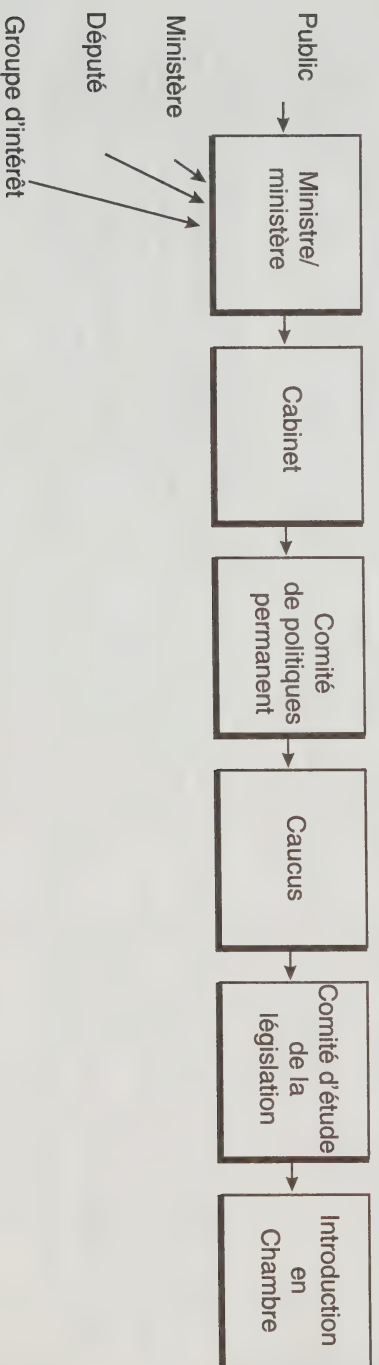 Public
Ministère
Député
Groupe d'intérêt
Ministre/
ministère
Cabinet
Comité
de politiques
permanent
Caucus
Comité d'étude
de la
législation
Introduction
en
Chambre